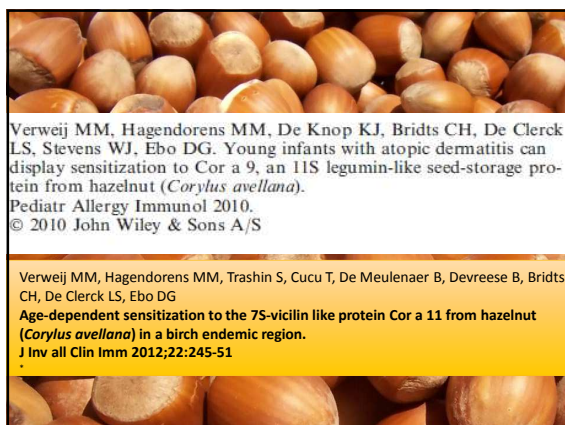 Verweij MM, Hagendorens MM, De Knop KJ, Bridts CH, De Clerck
LS, Stevens WJ, Ebo DG. Young infants with atopic dermatitis can
display sensitization to Cor a 9, an 11S legumin-like seed-storage pro-
tein from hazelnut (Corylus avellana).
Pediatr Allergy Immunol 2010.
© 2010 John Wiley & Sons A/S
Verweij MM, Hagendorens MM, Trashin S, Cucu T, De Meulenaer B, Devreese B, Bridts
CH, De Clerck LS, Ebo DG
Age-dependent sensitization to the 7S-vicilin like protein Cor a 11 from hazelnut
(Corylus avellana) in a birch endemic region.
J Inv all Clin Imm 2012;22:245-51
*